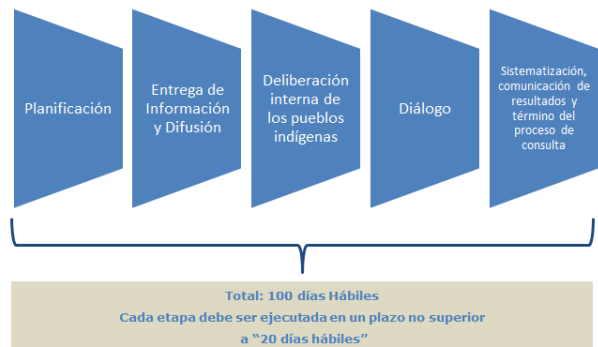 Planificación
Entrega de
Información
y Difusión
Deliberación
interna de
los pueblos
indígenas
Diálogo
Sistematización,
comunicación de
resultados y
término del
proceso de
consulta
Total: 100 días Hábiles
Cada etapa debe ser ejecutada en un plazo no superior
a “20 días hábiles”